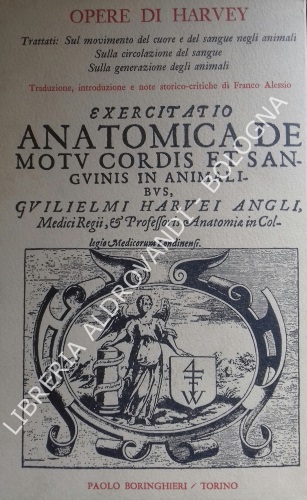 OPERE DI HARVEY
Trattati: Sul movimento del cuore e del sangue negli animali
Sulla circolazione del sangue
Sulla generazione degli animali
Traduzione, introduzione e note storico-critiche di Franco Alessio
EXERCITATIO
ANATOMICA DE
MOTV CORDIS ET SAN-
GVINIS IN ANIMALI-
BVS,
GVILIELMI HARVEI ANGLI,
Medici Regii, & Professoris Anatomiæ in Col-
legio Medicorum Londinensi.
W
PAOLO BORINGHIERI / TORINO
LIBRERIA ALDROVANDI - BOLOGNA